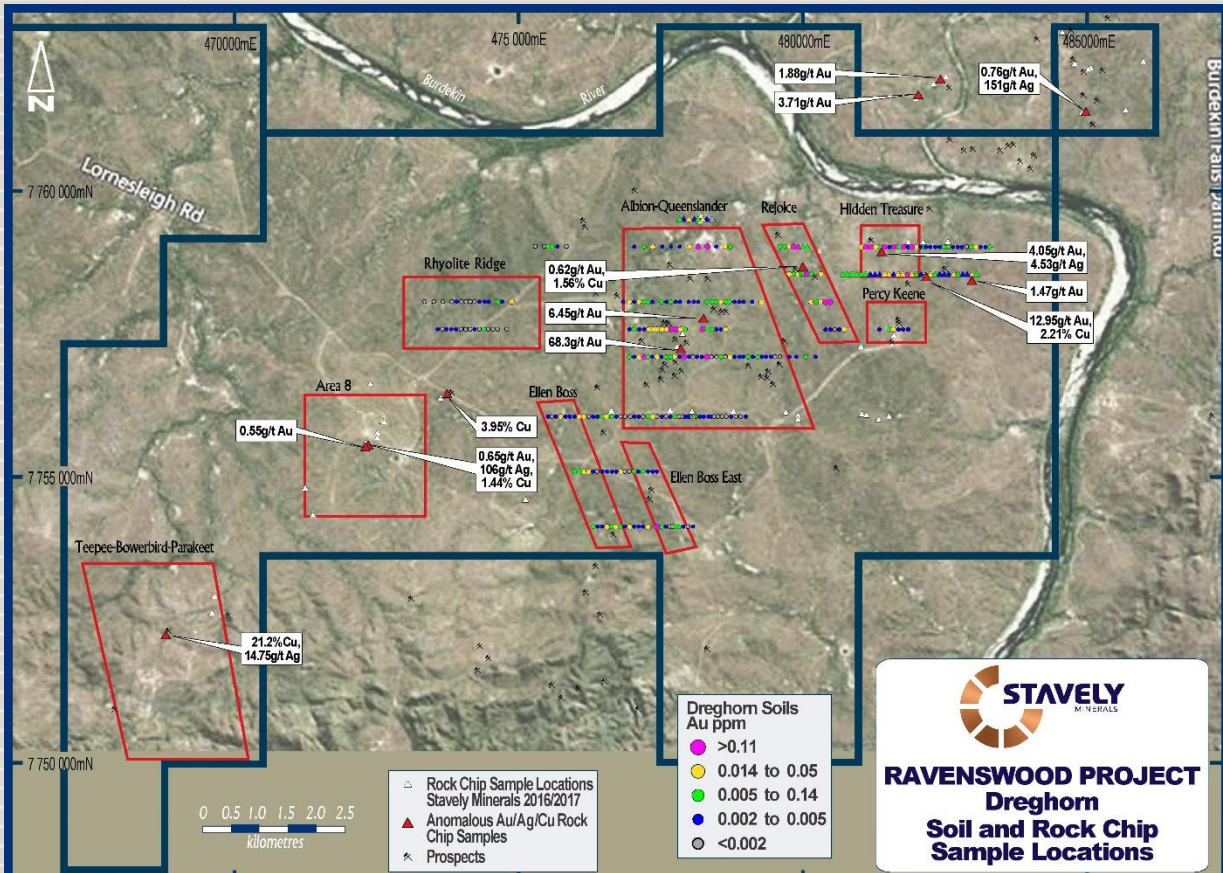 470000mE
475 000mE
480000mE
485000mE
N
Burdekin
River
1.88g/t Au
3.71g/t Au
0.76g/t Au,
151g/t Ag
Lornesleigh Rd
7 760 000mN
Albion-Queenslander
Rejoice
Hidden Treasure
4.05g/t Au,
4.53g/t Ag
Rhyolite Ridge
0.62g/t Au,
1.56% Cu
1.47g/t Au
Percy Keene
6.45g/t Au
12.95g/t Au,
2.21% Cu
68.3g/t Au
Area 8
Ellen Boss
0.55g/t Au
3.95% Cu
0.65g/t Au,
106g/t Ag,
1.44% Cu
7 755 000mN
Ellen Boss East
Teepee-Bowerbird-Parakeet
21.2%Cu,
14.75g/t Ag
7 750 000mN
0 0.5 1.0 1.5 2.0 2.5
kilometres
Rock Chip Sample Locations
Stavely Minerals 2016/2017
Anomalous Au/Ag/Cu Rock
Chip Samples
Prospects
Dreghorn Soils
Au ppm
>0.11
0.014 to 0.05
0.005 to 0.14
0.002 to 0.005
<0.002
STAVELY
MINERALS
RAVENSWOOD PROJECT
Dreghorn
Soil and Rock Chip
Sample Locations